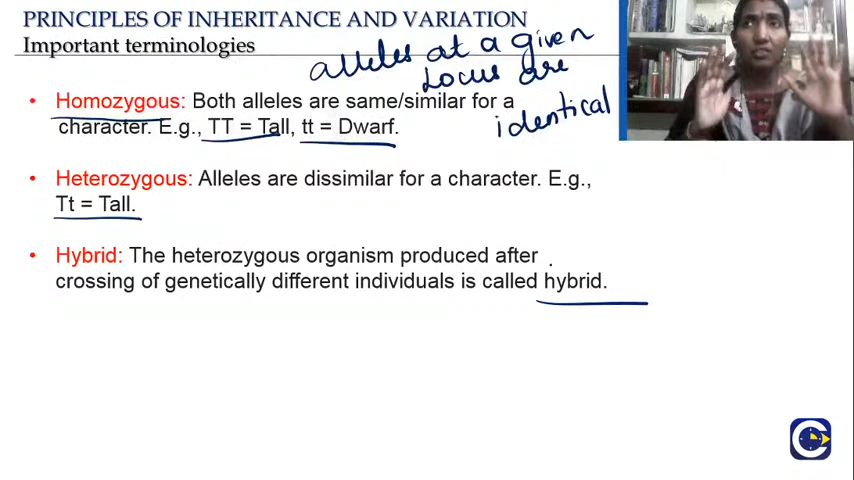 PRINCIPLES OF INHERITANCE AND VARIATION
Important terminologies
alleles at a given
Locus are
identical
• Homozygous: Both alleles are same/similar for a
character. E.g., TT = Tall, tt = Dwarf.
• Heterozygous: Alleles are dissimilar for a character. E.g.,
Tt = Tall.
• Hybrid: The heterozygous organism produced after
crossing of genetically different individuals is called hybrid.